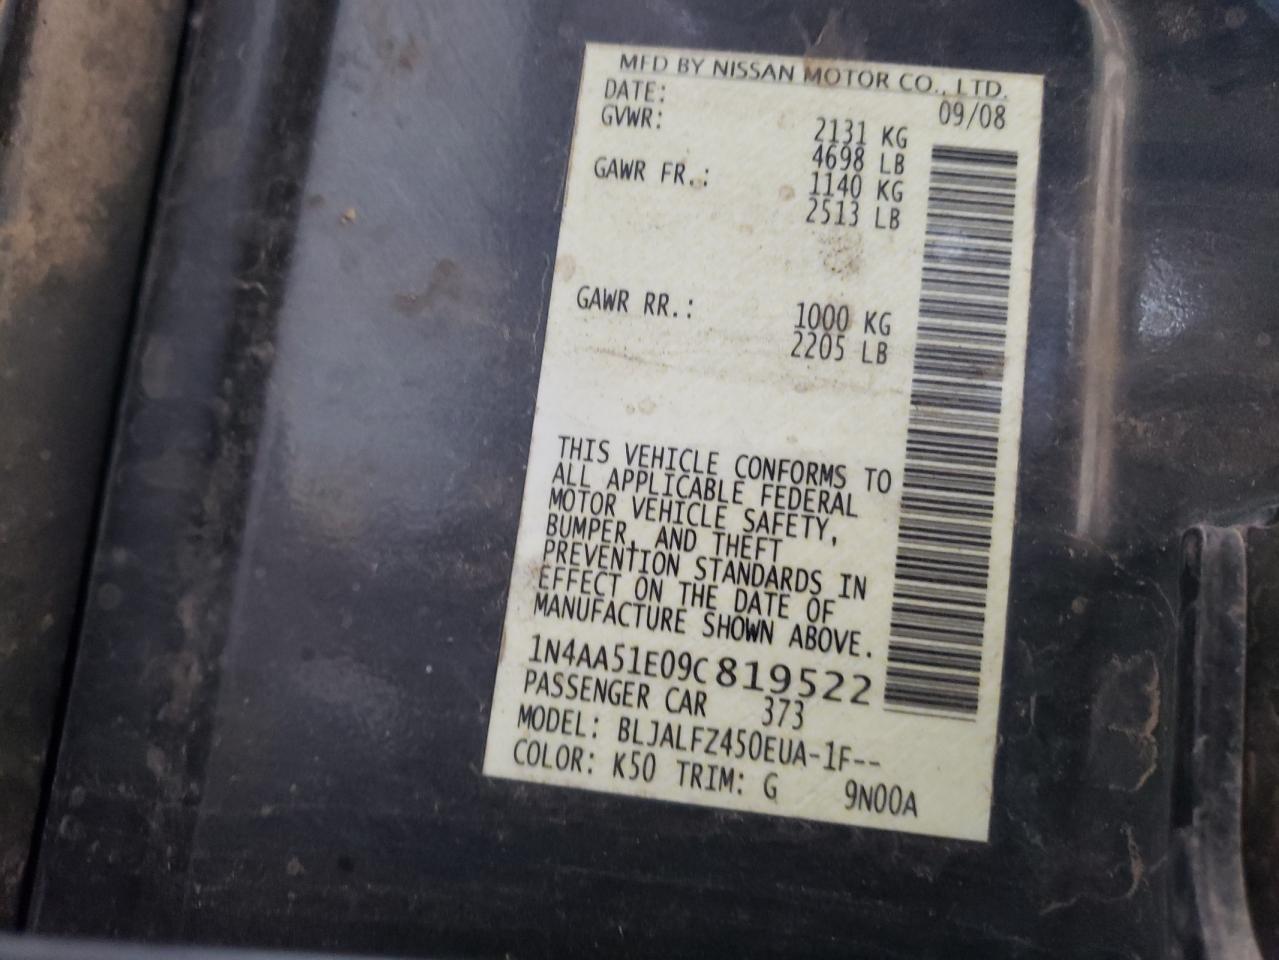 MFD BY NISSAN MOTOR CO., LTD.
DATE: 09/08
GVWR: 2131 KG
4698 LB
GAWR FR.: 1140 KG
2513 LB
GAWR RR.: 1000 KG
2205 LB
THIS VEHICLE CONFORMS TO
ALL APPLICABLE FEDERAL
MOTOR VEHICLE SAFETY,
BUMPER, AND THEFT
PREVENTION STANDARDS IN
EFFECT ON THE DATE OF
MANUFACTURE SHOWN ABOVE.
1N4AA51E09C819522
PASSENGER CAR 373
MODEL: BLJALFZ450EUA-1F--
COLOR: K50 TRIM: G 9N00A